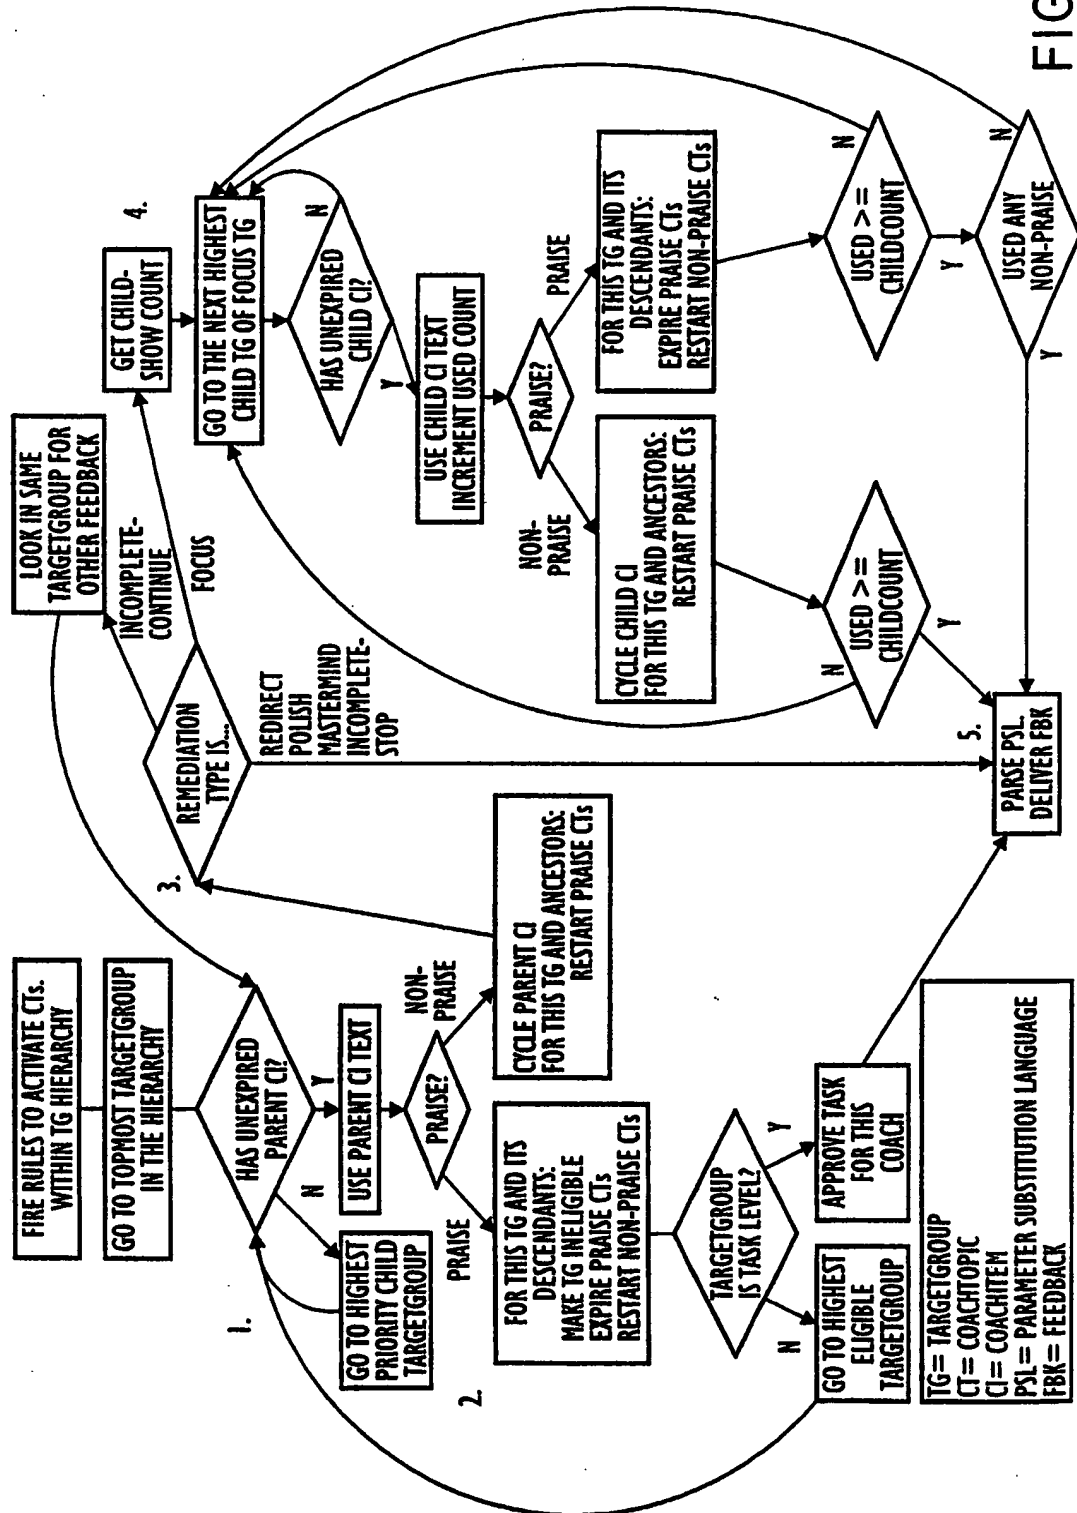 FIRE RULES TO ACTIVATE CTs.
WITHIN TG HIERARCHY
GO TO TOPMOST TARGETGROUP
IN THE HIERARCHY
1.
HAS UNEXPIRED
PARENT CI?
N
Y
GO TO HIGHEST
PRIORITY CHILD
TARGETGROUP
USE PARENT CI TEXT
PRAISE?
PRAISE
NON-
PRAISE
2.
FOR THIS TG AND ITS
DESCENDANTS:
MAKE TG INELIGIBLE
EXPIRE PRAISE CTs
RESTART NON-PRAISE CTs
CYCLE PARENT CI
FOR THIS TG AND ANCESTORS:
RESTART PRAISE CTs
TARGETGROUP
IS TASK LEVEL?
N
Y
GO TO HIGHEST
ELIGIBLE
TARGETGROUP
APPROVE TASK
FOR THIS
COACH
TG= TARGETGROUP
CT= COACHTOPIC
CI= COACHITEM
PSL= PARAMETER SUBSTITUTION LANGUAGE
FBK= FEEDBACK
3.
REMEDIATION
TYPE IS...
LOOK IN SAME
TARGETGROUP FOR
OTHER FEEDBACK
INCOMPLETE-
CONTINUE
FOCUS
REDIRECT
POLISH
MASTERMIND
INCOMPLETE-
STOP
4.
GET CHILD-
SHOW COUNT
GO TO THE NEXT HIGHEST
CHILD TG OF FOCUS TG
HAS UNEXPIRED
CHILD CI?
N
Y
USE CHILD CI TEXT
INCREMENT USED COUNT
PRAISE?
NON-
PRAISE
PRAISE
CYCLE CHILD CI
FOR THIS TG AND ANCESTORS:
RESTART PRAISE CTs
FOR THIS TG AND ITS
DESCENDANTS:
EXPIRE PRAISE CTs
RESTART NON-PRAISE CTs
USED >=
CHILDCOUNT
N
Y
USED >=
CHILDCOUNT
N
Y
USED ANY
NON-PRAISE
N
Y
5.
PARSE PSL.
DELIVER FBK
FIG